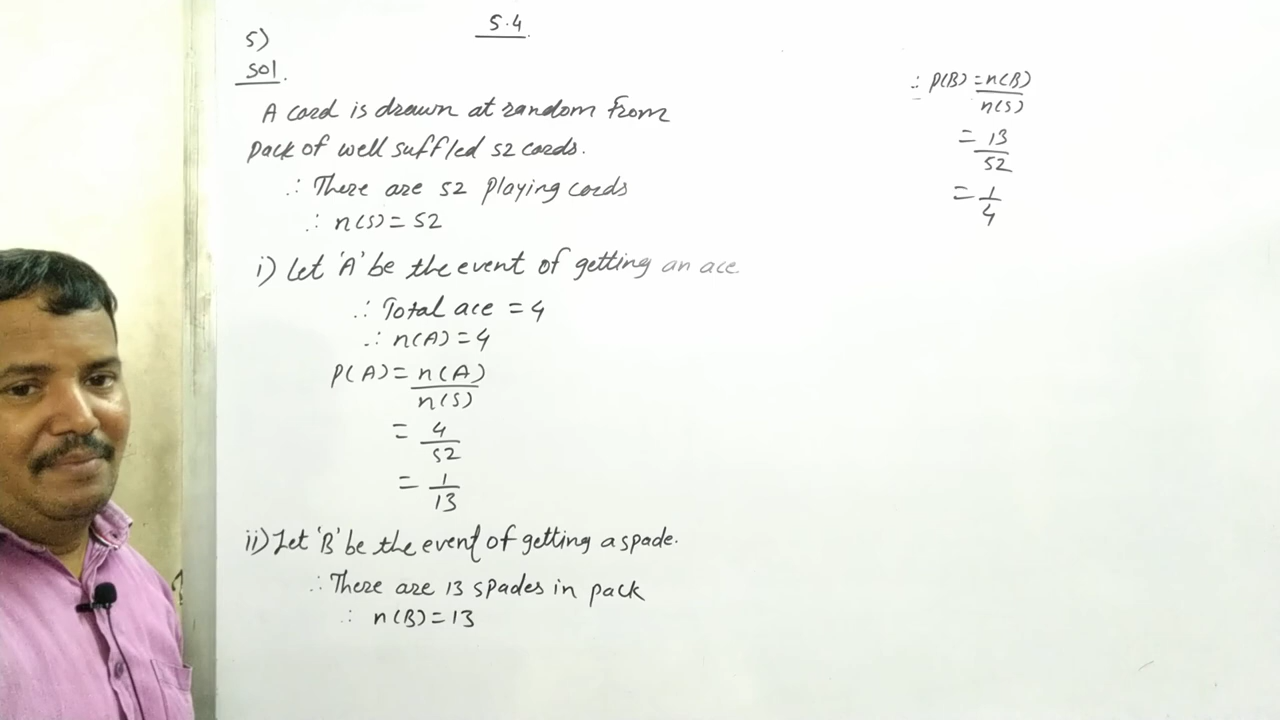 5.4
5)
Sol.
A card is drawn at random from
pack of well suffled 52 cards.
∴ There are 52 playing cards
∴ n(S) = 52
i) Let 'A' be the event of getting an ace.
∴ Total ace = 4
∴ n(A) = 4
P(A) = n(A)/n(S)
= 4/52
= 1/13
ii) Let 'B' be the event of getting a spade.
∴ There are 13 spades in pack
∴ n(B) = 13
∴ P(B) = n(B)/n(S)
= 13/52
= 1/4